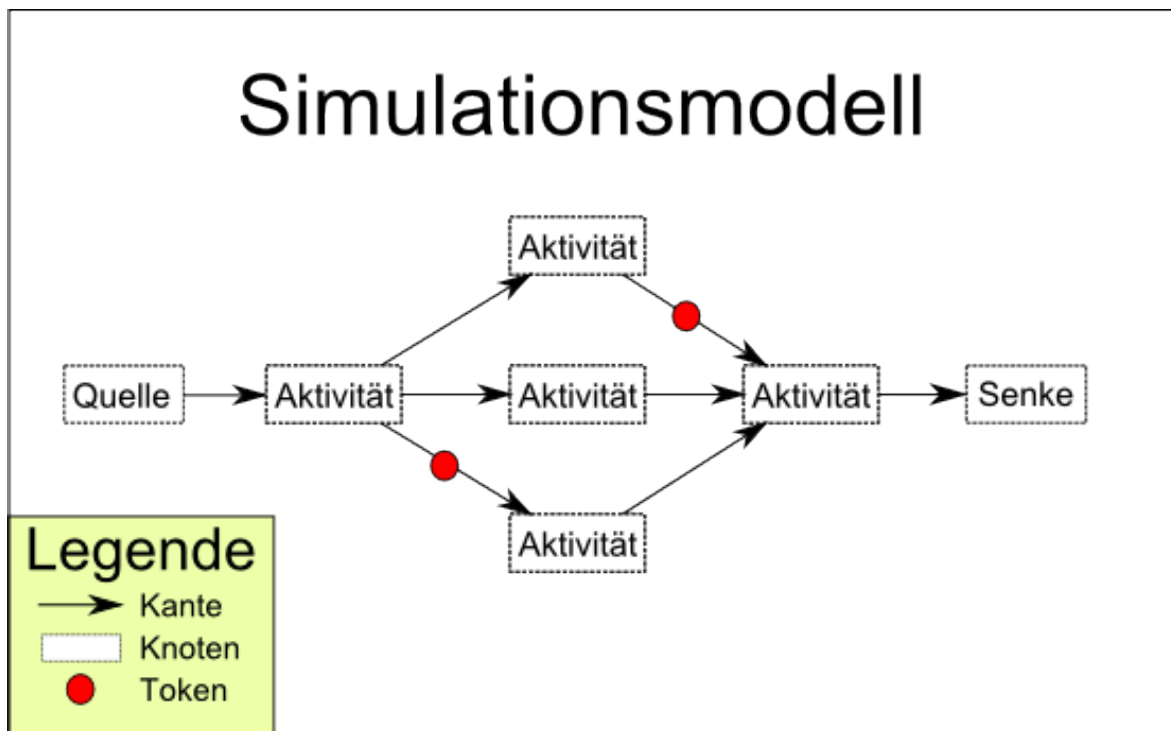 Simulationsmodell
Aktivität
Quelle Aktivität Aktivität Aktivität Senke
Aktivität
Legende
Kante
Knoten
Token